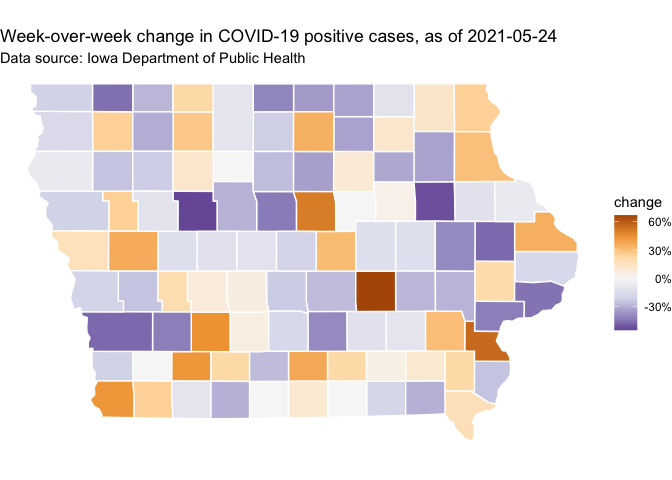 Week-over-week change in COVID-19 positive cases, as of 2021-05-24
Data source: Iowa Department of Public Health
change
60%
30%
0%
-30%